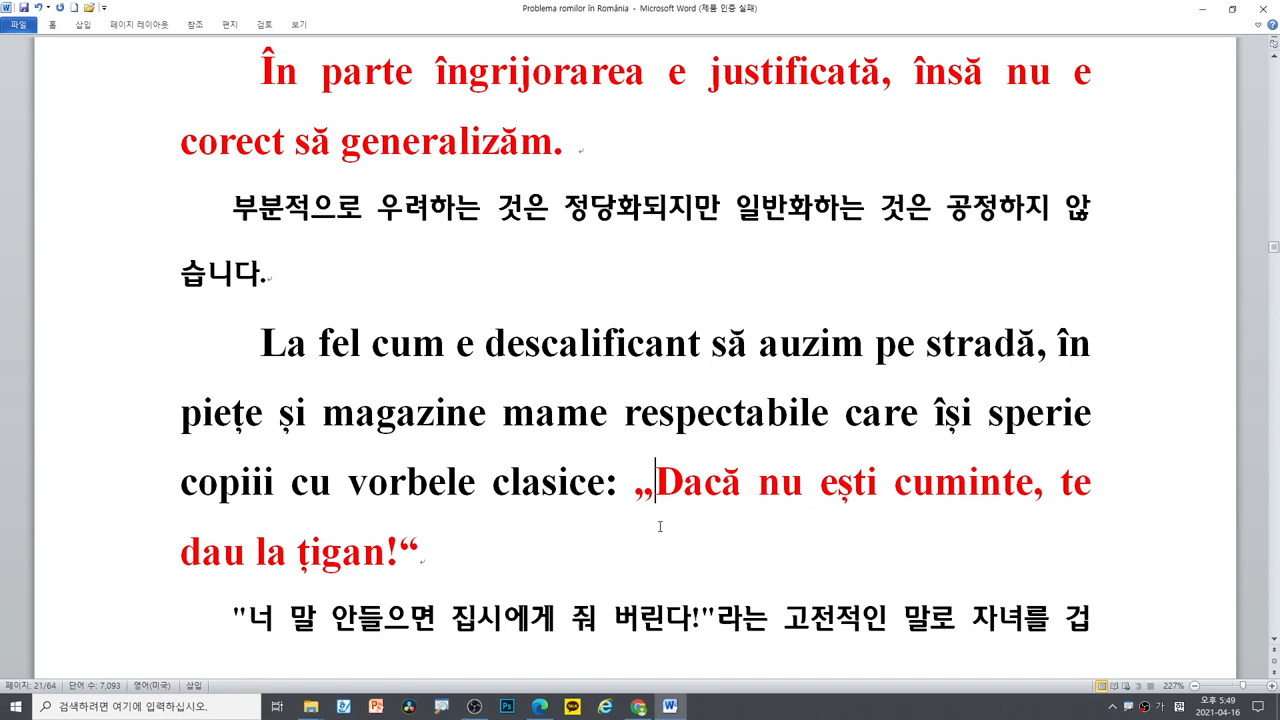 Problema romilor în România - Microsoft Word (제품 인증 실패)
파일 홈 삽입 페이지 레이아웃 참조 편지 검토 보기
În parte îngrijorarea e justificată, însă nu e
corect să generalizăm.
부분적으로 우려하는 것은 정당화되지만 일반화하는 것은 공정하지 않
습니다.
La fel cum e descalificant să auzim pe stradă, în
piețe și magazine mame respectabile care își sperie
copiii cu vorbele clasice: „Dacă nu ești cuminte, te
dau la țigan!“
"너 말 안들으면 집시에게 줘 버린다!"라는 고전적인 말로 자녀를 겁
페이지: 21/64 단어 수: 7,093 영어(미국) 삽입 227%
검색하려면 여기에 입력하십시오. 가 오후 5:49
2021-04-16